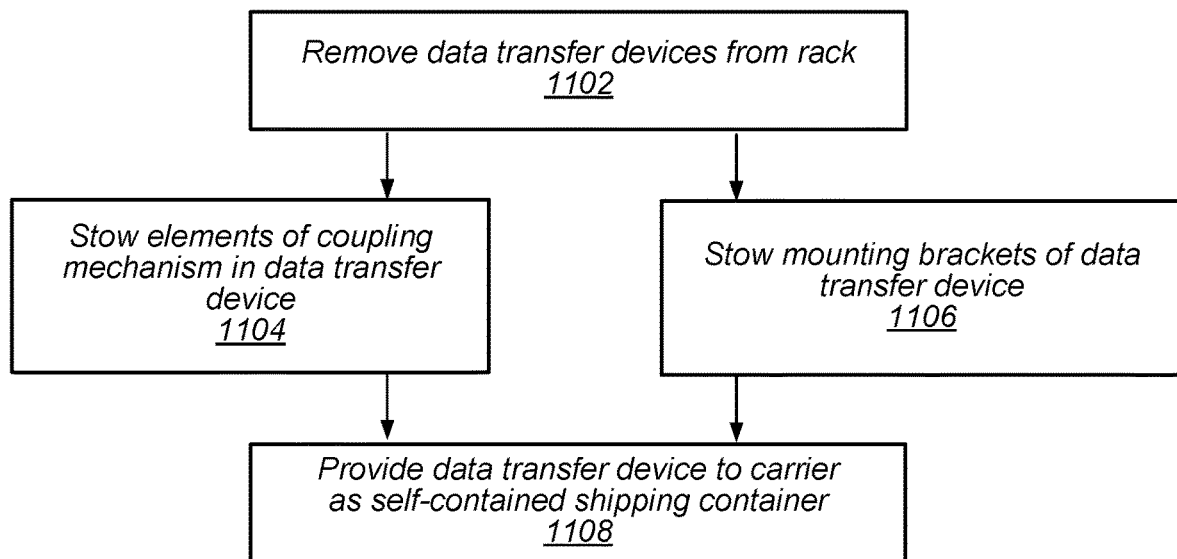 Remove data transfer devices from rack
1102
Stow elements of coupling
mechanism in data transfer
device
1104
Stow mounting brackets of data
transfer device
1106
Provide data transfer device to carrier
as self-contained shipping container
1108